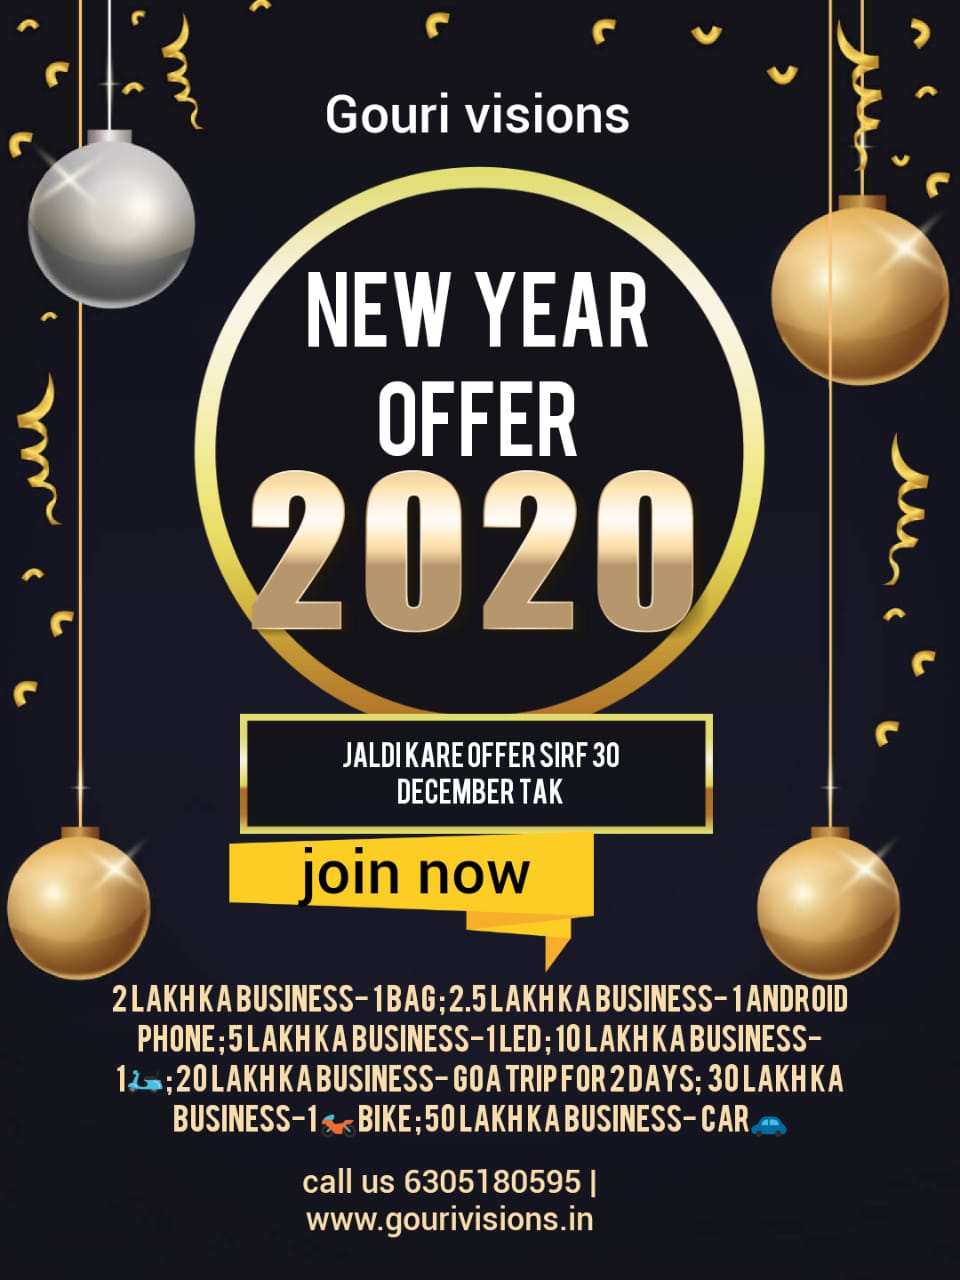 Gouri visions
NEW YEAR
OFFER
2020
JALDI KARE OFFER SIRF 30
DECEMBER TAK
join now
2 LAKH KA BUSINESS- 1 BAG ; 2.5 LAKH KA BUSINESS- 1 ANDROID
PHONE ; 5 LAKH KA BUSINESS- 1 LED ; 10 LAKH KA BUSINESS-
1🛵 ; 20 LAKH KA BUSINESS- GOA TRIP FOR 2 DAYS; 30 LAKH KA
BUSINESS-1🏍BIKE ; 50 LAKH KA BUSINESS- CAR🚗
call us 6305180595 |
www.gourivisions.in